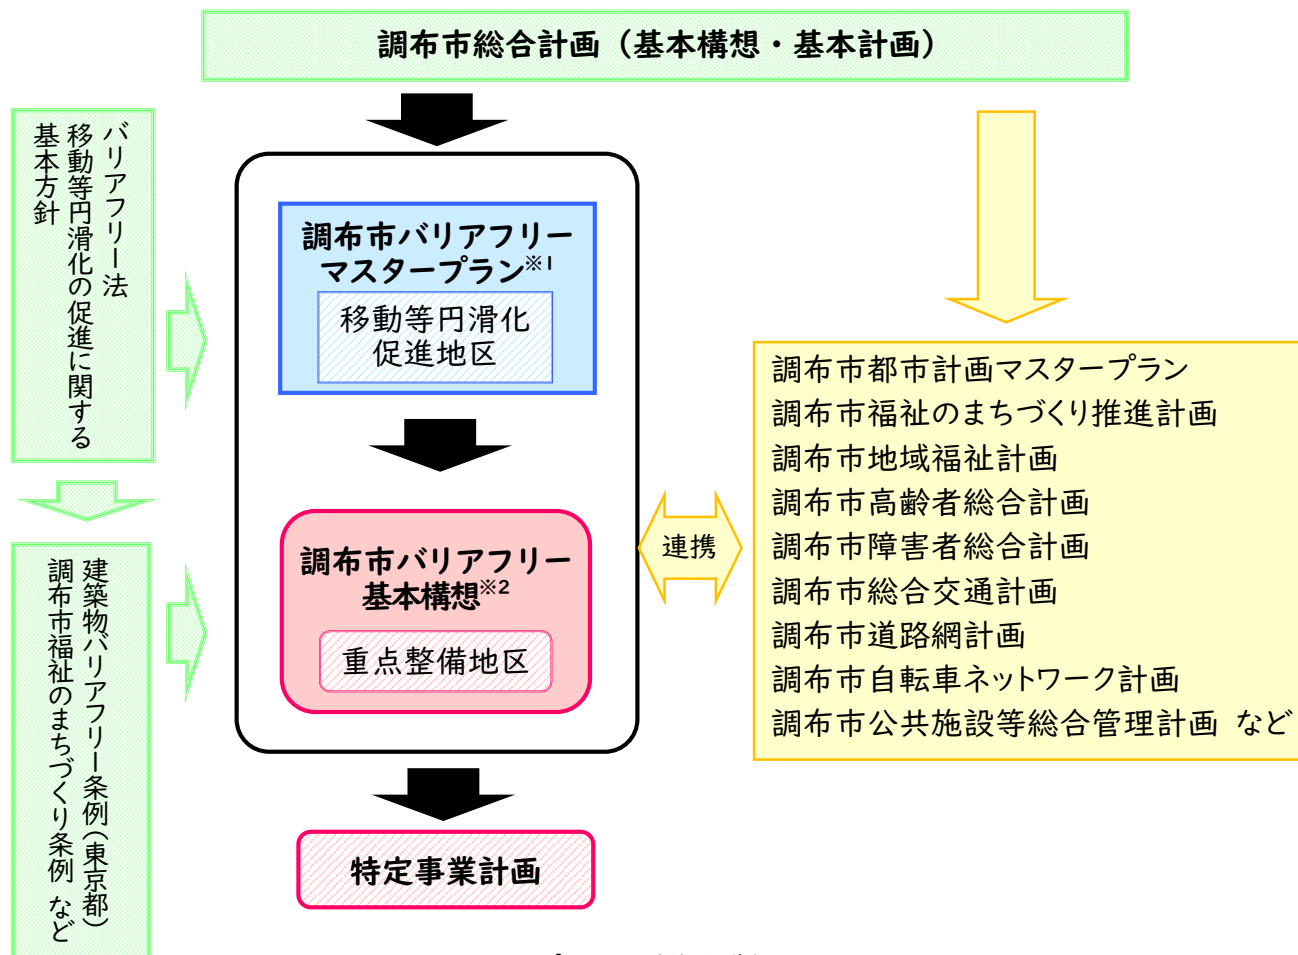 調布市総合計画（基本構想・基本計画）
バリアフリー法
移動等円滑化の促進に関する
基本方針
調布市バリアフリー
マスタープラン※1
移動等円滑化
促進地区
調布市バリアフリー
基本構想※2
重点整備地区
連携
調布市都市計画マスタープラン
調布市福祉のまちづくり推進計画
調布市地域福祉計画
調布市高齢者総合計画
調布市障害者総合計画
調布市総合交通計画
調布市道路網計画
調布市自転車ネットワーク計画
調布市公共施設等総合管理計画 など
建築物バリアフリー条例（東京都）
調布市福祉のまちづくり条例 など
特定事業計画